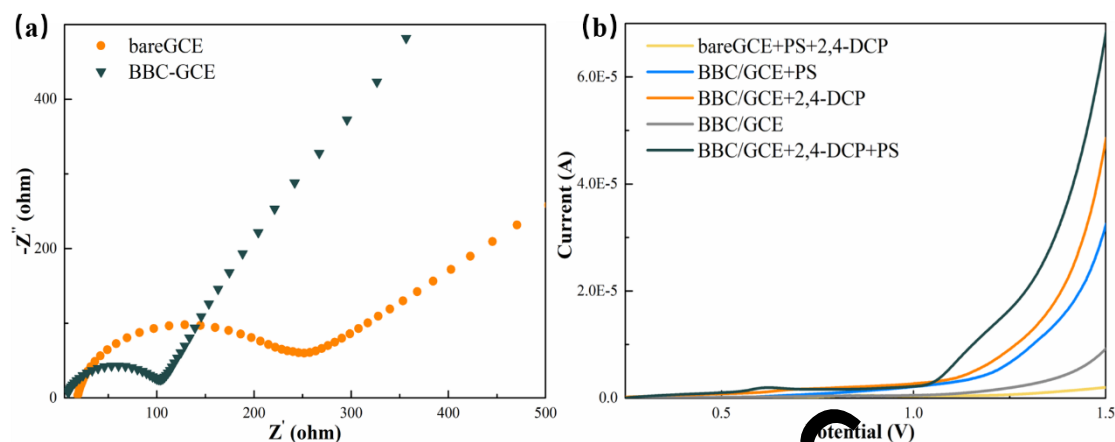 (a)
bareGCE
BBC-GCE
400
200
0
-Z'' (ohm)
100
200
300
400
500
Z' (ohm)
(b)
bareGCE+PS+2,4-DCP
BBC/GCE+PS
BBC/GCE+2,4-DCP
BBC/GCE
BBC/GCE+2,4-DCP+PS
6.0E-5
4.0E-5
2.0E-5
0.0
Current (A)
0.5
1.0
1.5
(V)